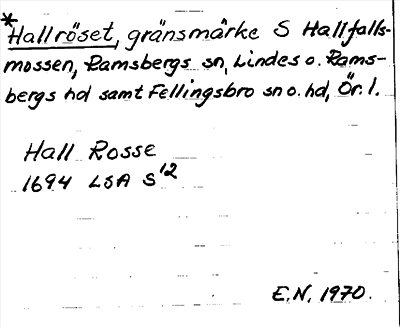 *Hallröset, gränsmärke S Hallfalls-
mossen, Ramsbergs sn, Lindes o. Rams-
bergs hd samt Fellingsbro sn o. hd, Ör. l.
Hall Rosse
1694 LSA S 12
E.N. 1970.